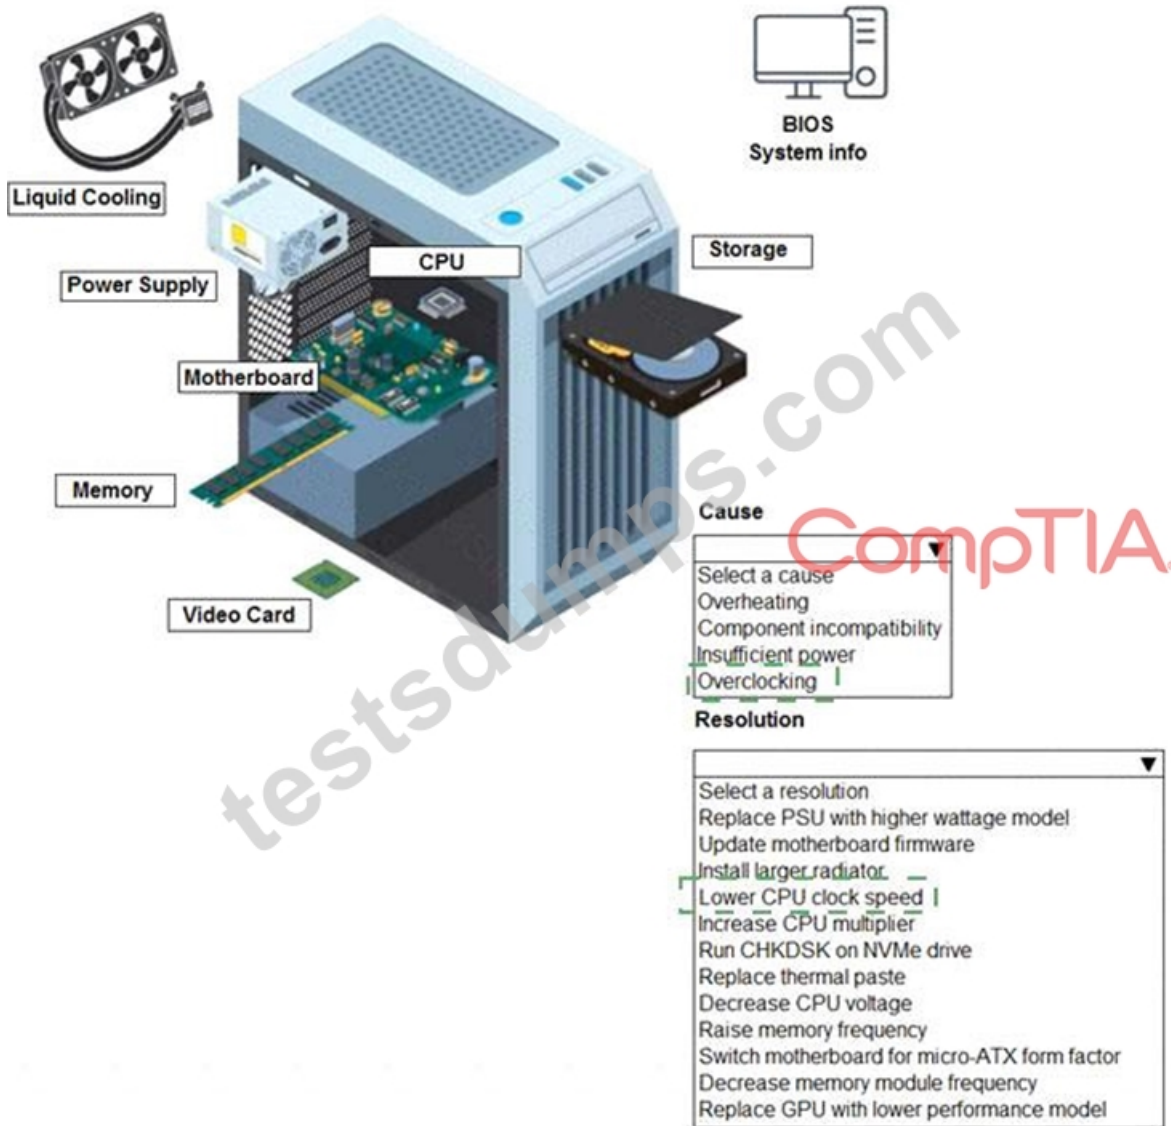 BIOS
System info
Liquid Cooling
Storage
CPU
Power Supply
Motherboard
Memory
Video Card
testsdumps.com
CompTIA.
Cause
Select a cause
Overheating
Component incompatibility
Insufficient power
Overclocking
Resolution
Select a resolution
Replace PSU with higher wattage model
Update motherboard firmware
Install larger radiator
Lower CPU clock speed
Increase CPU multiplier
Run CHKDSK on NVMe drive
Replace thermal paste
Decrease CPU voltage
Raise memory frequency
Switch motherboard for micro-ATX form factor
Decrease memory module frequency
Replace GPU with lower performance model